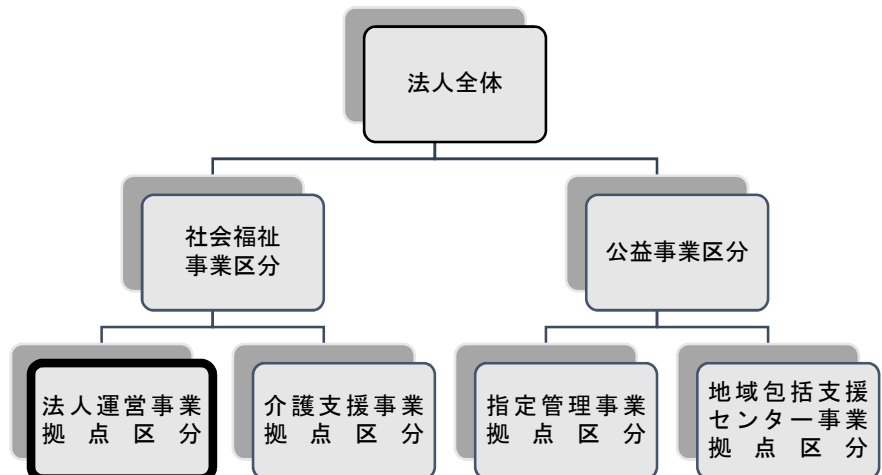 法人全体
社会福祉
事業区分
公益事業区分
法人運営事業
拠点区分
介護支援事業
拠点区分
指定管理事業
拠点区分
地域包括支援
センター事業
拠点区分